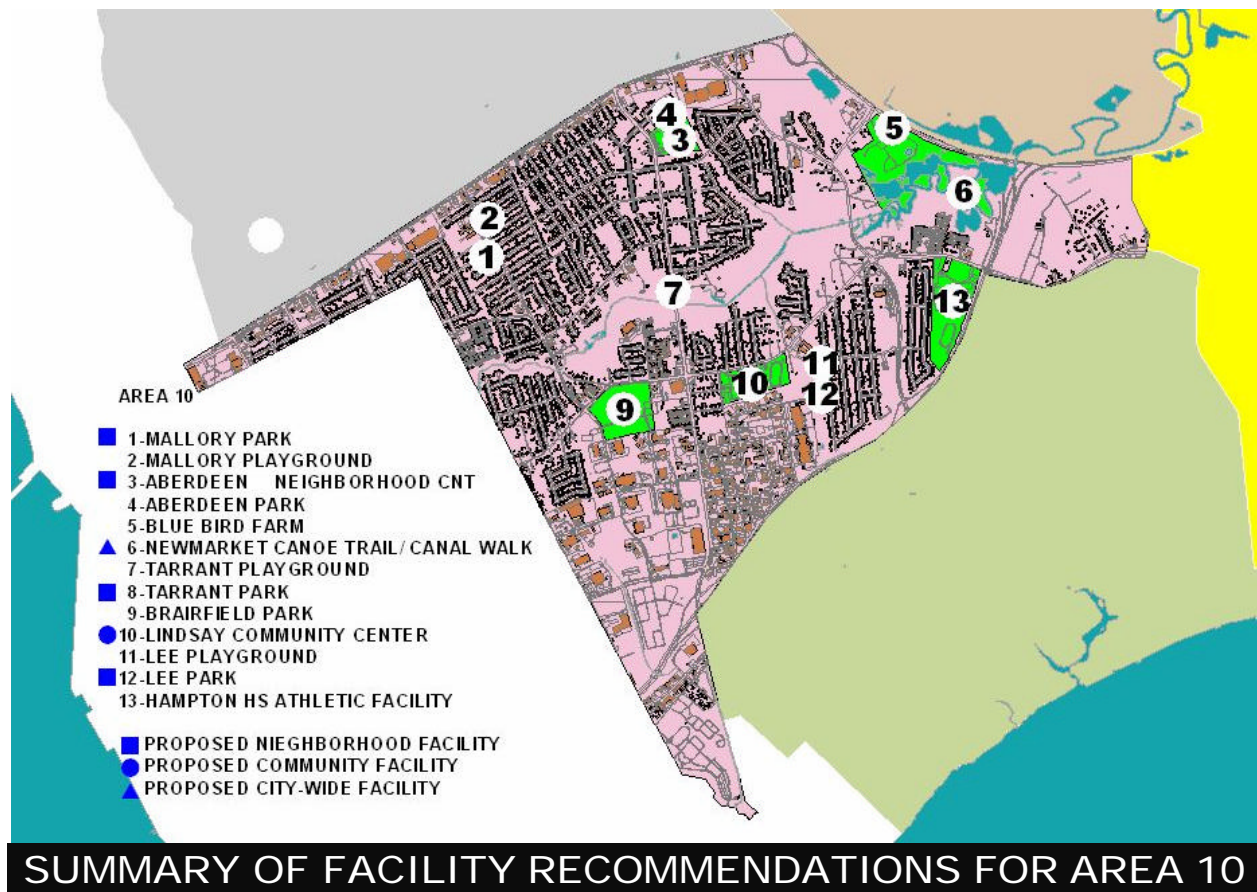 4
3
5
6
2
1
7
13
11
10
12
9
AREA 10
1-MALLORY PARK
2-MALLORY PLAYGROUND
3-ABERDEEN NEIGHBORHOOD CNT
4-ABERDEEN PARK
5-BLUE BIRD FARM
6-NEWMARKET CANOE TRAIL/CANAL WALK
7-TARRANT PLAYGROUND
8-TARRANT PARK
9-BRAIRFIELD PARK
10-LINDSAY COMMUNITY CENTER
11-LEE PLAYGROUND
12-LEE PARK
13-HAMPTON HS ATHLETIC FACILITY
PROPOSED NIEGHBORHOOD FACILITY
PROPOSED COMMUNITY FACILITY
PROPOSED CITY-WIDE FACILITY
SUMMARY OF FACILITY RECOMMENDATIONS FOR AREA 10